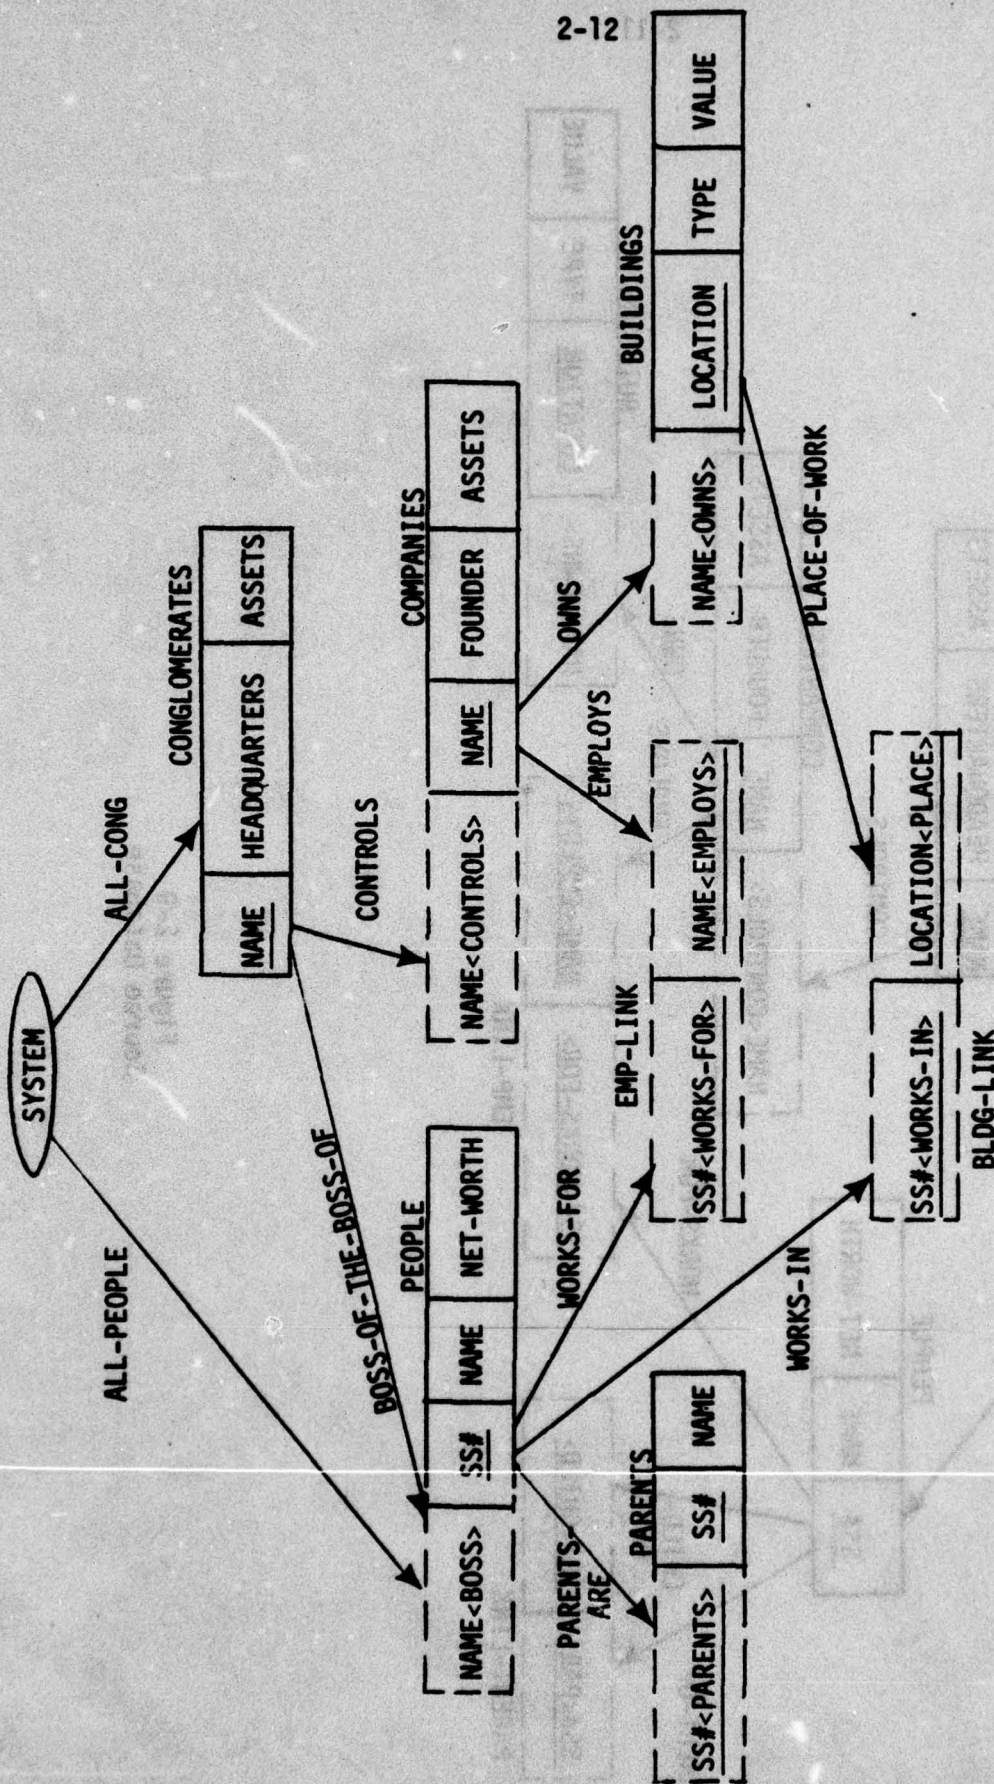 2-12
SYSTEM
ALL-PEOPLE
ALL-CONG
CONGLOMERATES
NAME HEADQUARTERS ASSETS
BOSS-OF-THE-BOSS-OF
CONTROLS
PEOPLE
NAME<BOSS> SS# NAME NET-WORTH
COMPANIES
NAME<CONTROLS> NAME FOUNDER ASSETS
PARENTS-
ARE
WORKS-FOR
EMPLOYS
OWNS
PARENTS
SS#<PARENTS> SS# NAME
EMP-LINK
SS#<WORKS-FOR> NAME<EMPLOYS>
BUILDINGS
NAME<OWNS> LOCATION TYPE VALUE
WORKS-IN
PLACE-OF-WORK
SS#<WORKS-IN> LOCATION<PLACE>
BLDG-LINK